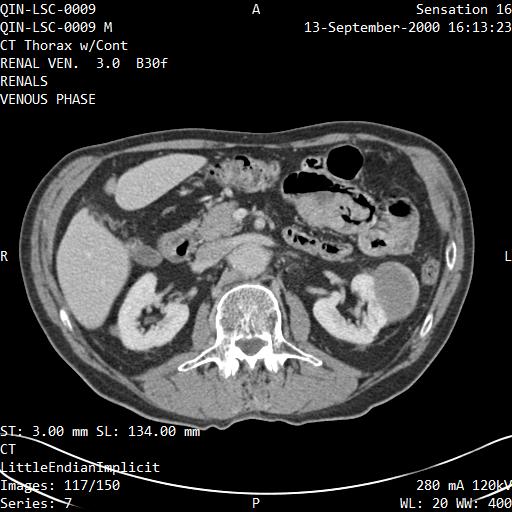 QIN-LSC-0009
A
Sensation 16
QIN-LSC-0009 M
13-September-2000 16:13:23
CT Thorax w/Cont
RENAL VEN.  3.0  B30f
RENALS
VENOUS PHASE
R
L
ST: 3.00 mm SL: 134.00 mm
CT
LittleEndianImplicit
Images: 117/150
280 mA 120kV
Series: 7
P
WL: 20 WW: 400